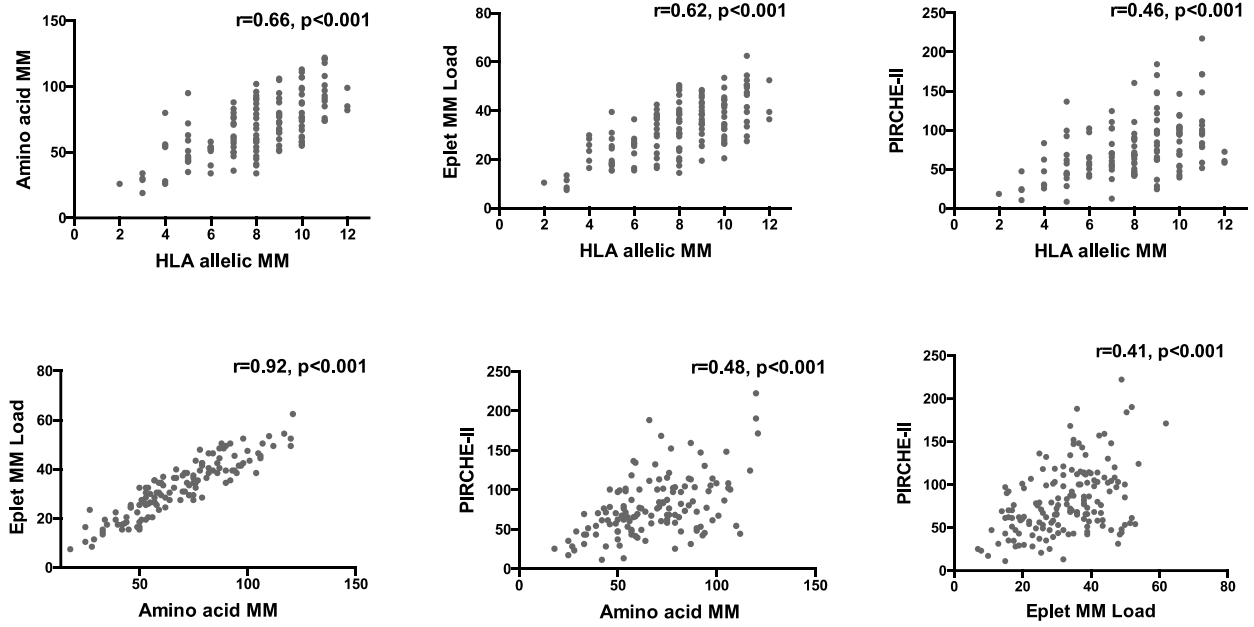 r=0.66, p<0.001
Amino acid MM
150
100
50
0
0 2 4 6 8 10 12
HLA allelic MM
r=0.62, p<0.001
Eplet MM Load
80
60
40
20
0
0 2 4 6 8 10 12
HLA allelic MM
r=0.46, p<0.001
PIRCHE-II
250
200
150
100
50
0
0 2 4 6 8 10 12
HLA allelic MM
r=0.92, p<0.001
Eplet MM Load
80
60
40
20
0
50 100 150
Amino acid MM
r=0.48, p<0.001
PIRCHE-II
250
200
150
100
50
0
0 50 100 150
Amino acid MM
r=0.41, p<0.001
PIRCHE-II
250
200
150
100
50
0
0 20 40 60 80
Eplet MM Load